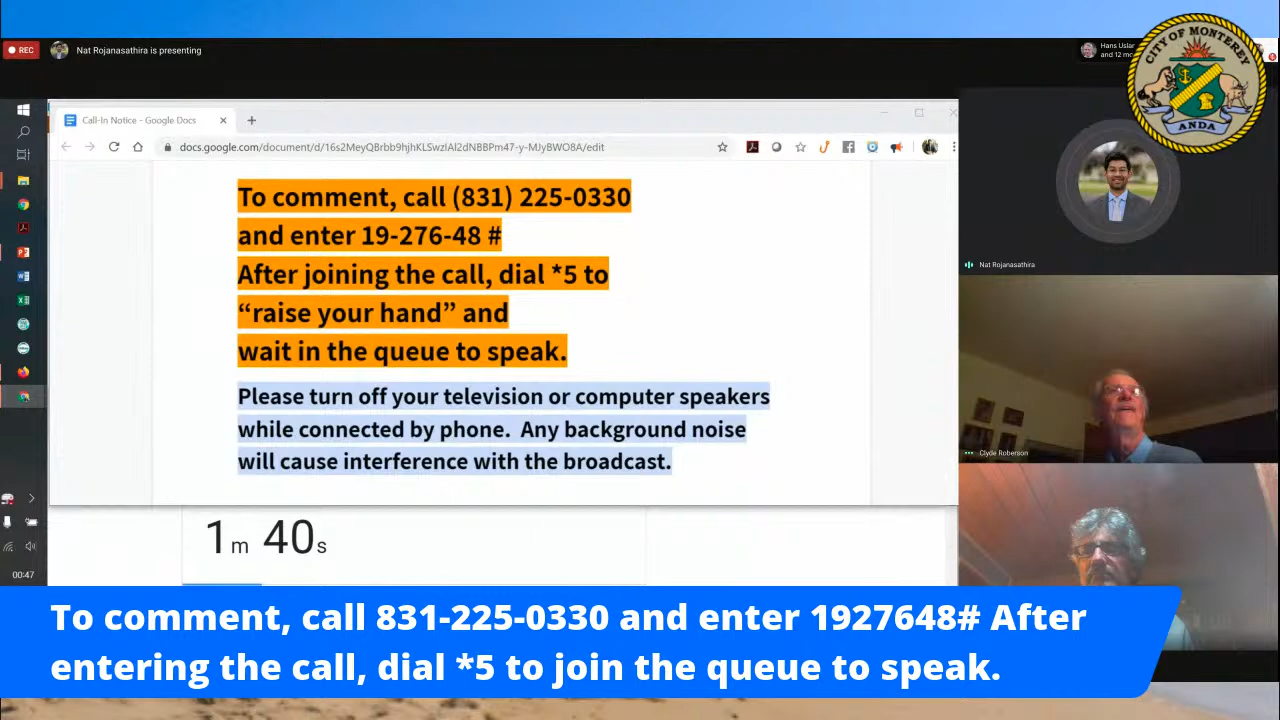 REC
Nat Rojanasathira is presenting
Hans Uslar
CITY OF MONTEREY
ANDA
Call-In Notice - Google Docs
docs.google.com/document/d/16s2MeyQBrbb9hjhKLSwzIAl2dNBBPm47-y-MJyBWO8A/edit
To comment, call (831) 225-0330
and enter 19-276-48 #
After joining the call, dial *5 to
“raise your hand” and
wait in the queue to speak.
Please turn off your television or computer speakers
while connected by phone. Any background noise
will cause interference with the broadcast.
Nat Rojanasathira
Clyde Roberson
1m 40s
00:47
To comment, call 831-225-0330 and enter 1927648# After
entering the call, dial *5 to join the queue to speak.